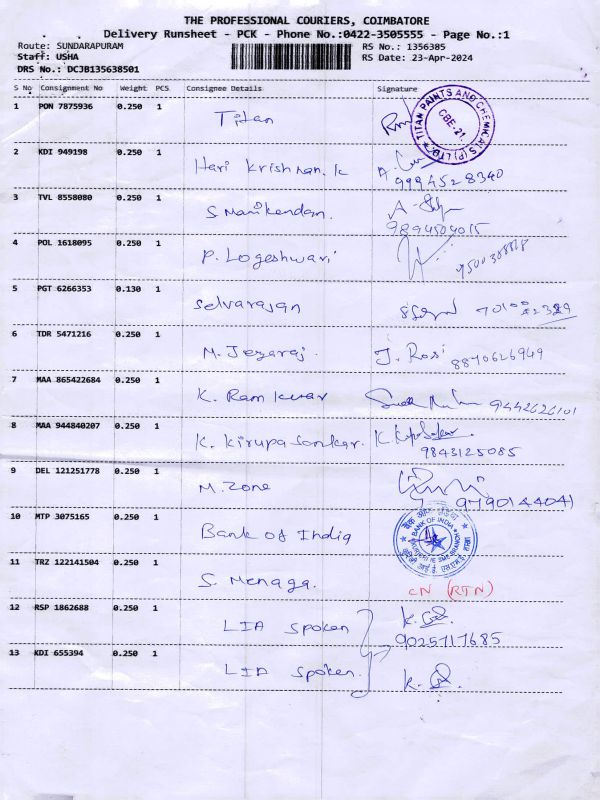 THE PROFESSIONAL COURIERS, COIMBATORE
Delivery Runsheet - PCK - Phone No.:0422-3505555 - Page No.:1
Route: SUNDARAPURAM RS No.: 1356385
Staff: USHA RS Date: 23-Apr-2024
DRS No.: DCJB135638501
S No Consignment No Weight PCS Consignee Details Signature
1 PON 7875936 0.250 1 Titan TITAN PAINTS AND CHEMICALS (P) LTD. CBE-21
2 KDI 949198 0.250 1 Hari Krishnan. K 9994528340
3 TVL 8558080 0.250 1 S Manikandan. 9894504015
4 POL 1618095 0.250 1 P. Logeshwari
5 PGT 6266353 0.130 1 Selvarajan
6 TDR 5471216 0.250 1 M. Jeyaraj. J. Rosi 8870626949
7 MAA 865422684 0.250 1 K. Ram kumar 9442626101
8 MAA 944840207 0.250 1 K. Kirupa Sankar. 9843125085
9 DEL 121251778 0.250 1 M. Zone 9790144041
10 MTP 3075165 0.250 1 Bank of India BANK OF INDIA
11 TRZ 122141504 0.250 1 S. Menaga. CN (RTN)
12 RSP 1862688 0.250 1 LIA Spoken 9025717685
13 KDI 655394 0.250 1 LIA Spoken.